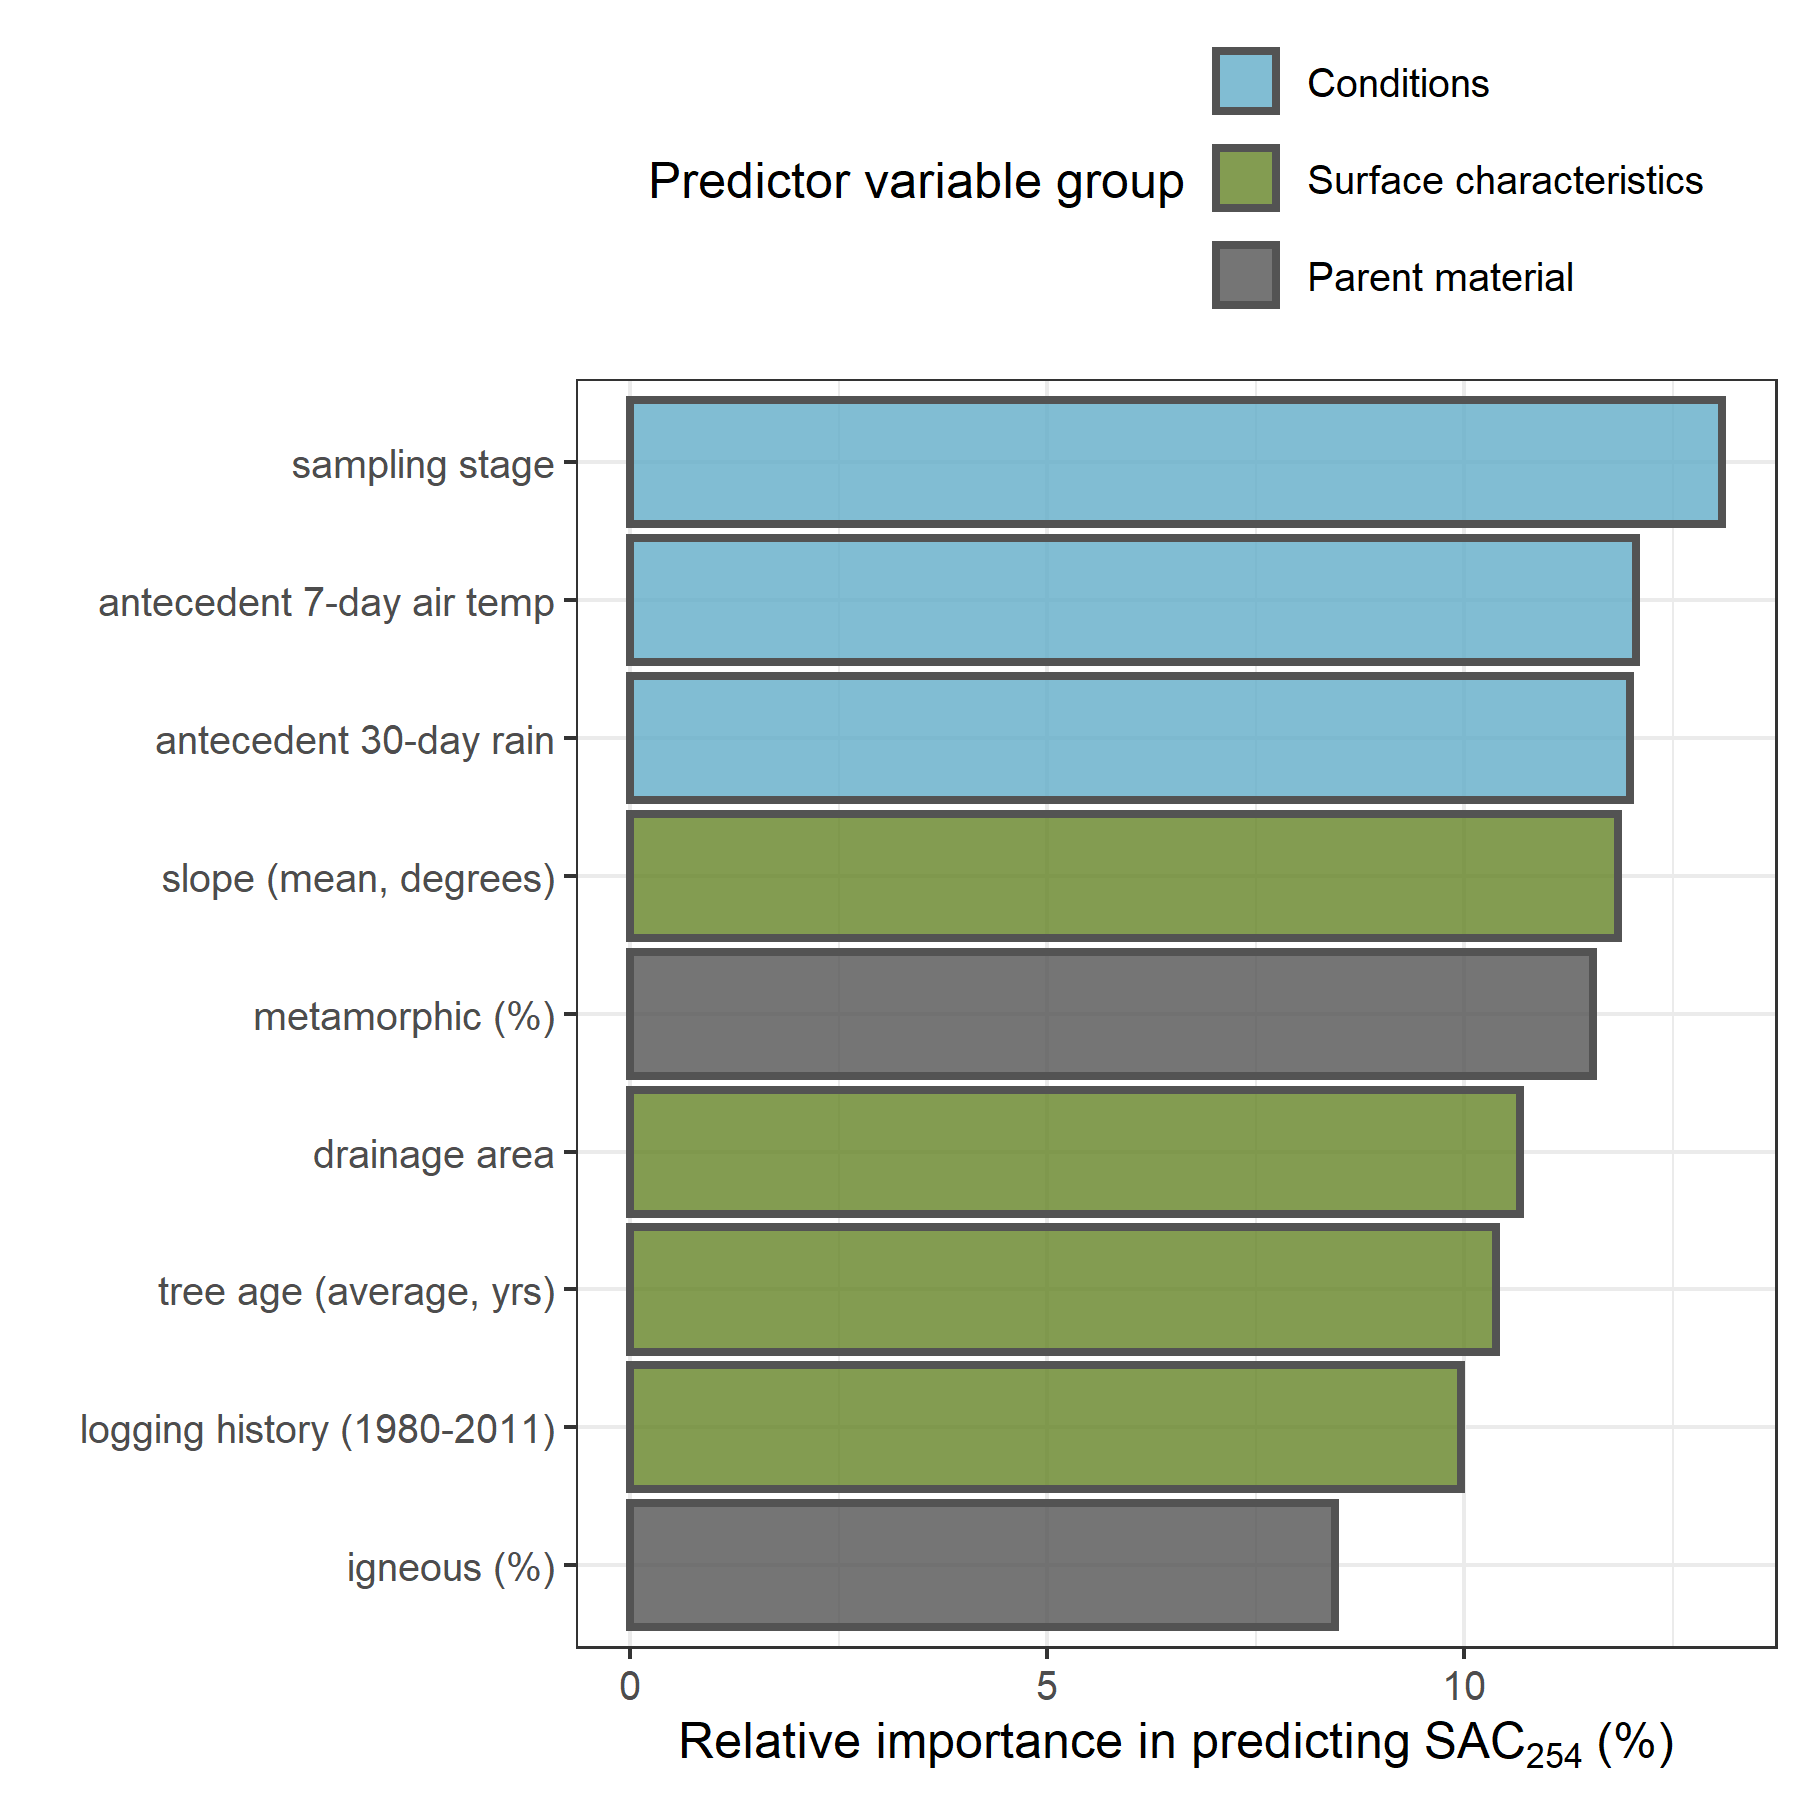 Conditions
Predictor variable group
Surface characteristics
Parent material
sampling stage
antecedent 7-day air temp
antecedent 30-day rain
slope (mean, degrees)
metamorphic (%)
drainage area
tree age (average, yrs)
logging history (1980-2011)
igneous (%)
0 5 10
Relative importance in predicting SAC₂₅₄ (%)